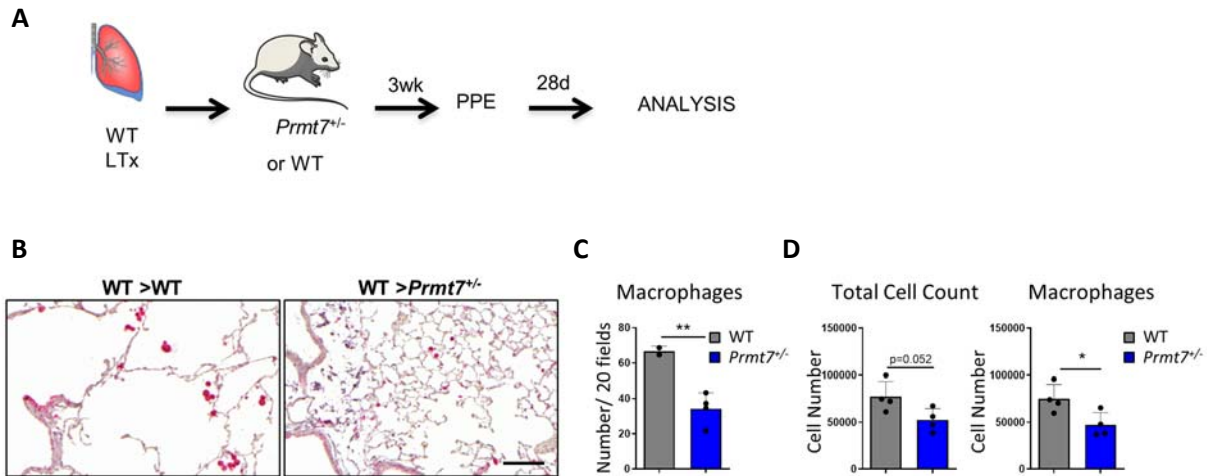 A
WT
LTx
Prmt7+/-
or WT
3wk
PPE
28d
ANALYSIS
B
WT >WT
WT >Prmt7+/-
C
Macrophages
Number/ 20 fields
80
60
40
20
0
**
WT
Prmt7+/-
D
Total Cell Count
Cell Number
150000
100000
50000
0
p=0.052
Macrophages
Cell Number
150000
100000
50000
0
*
WT
Prmt7+/-